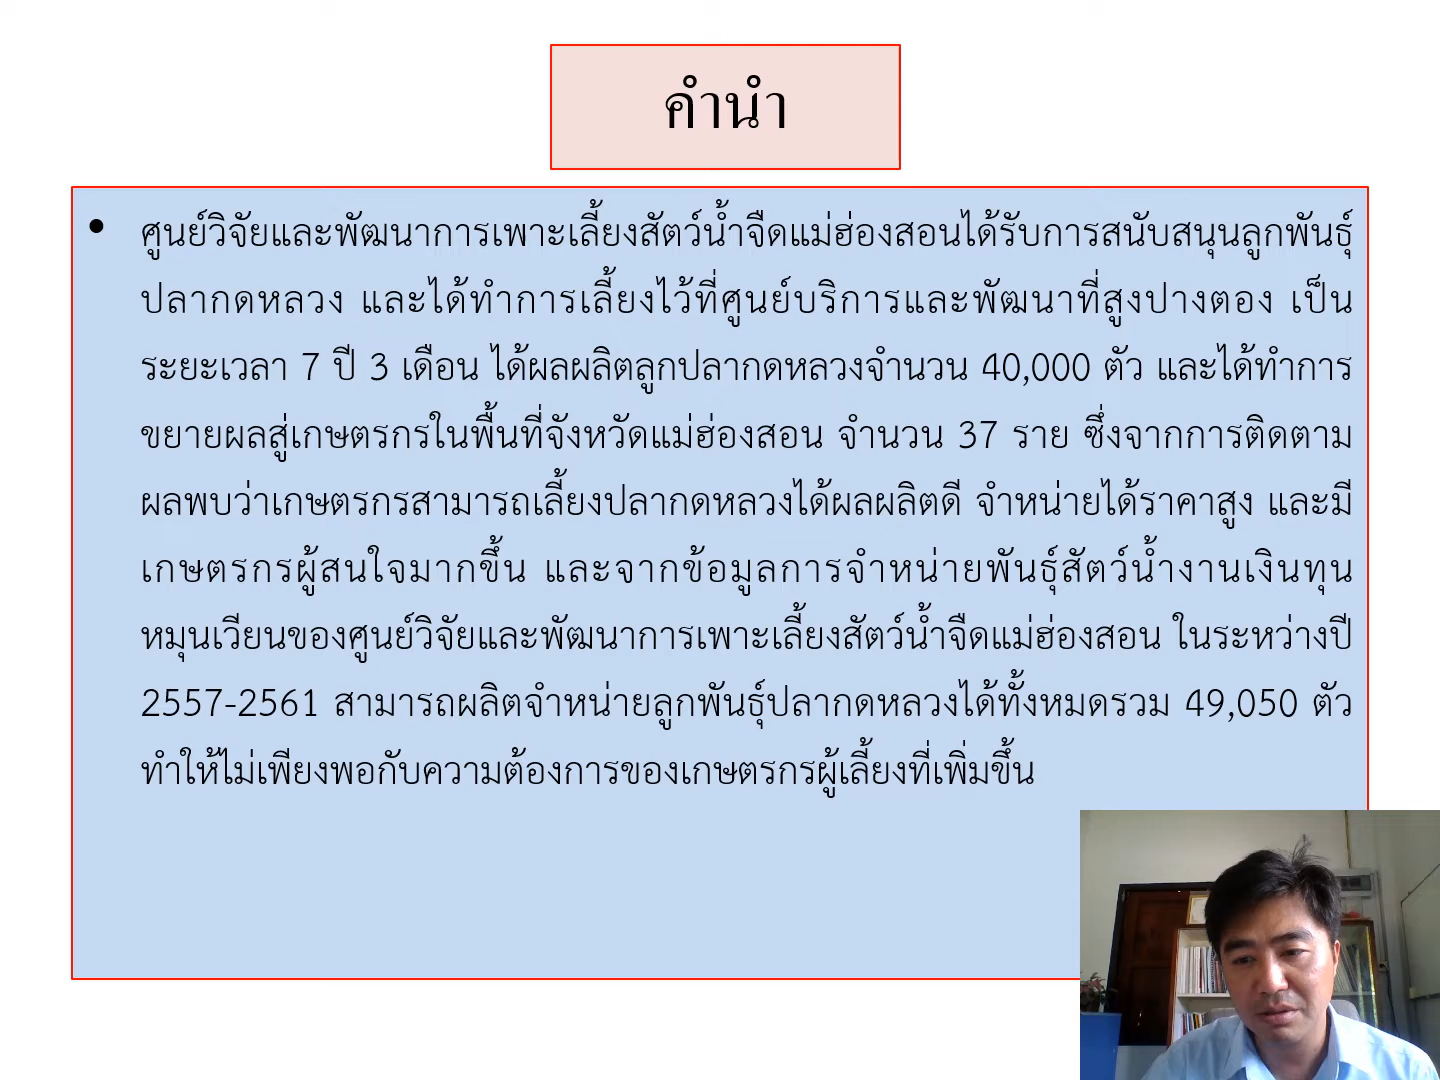 คำนำ
• ศูนย์วิจัยและพัฒนาการเพาะเลี้ยงสัตว์น้ำจืดแม่ฮ่องสอนได้รับการสนับสนุนลูกพันธุ์
ปลากดหลวง และได้ทำการเลี้ยงไว้ที่ศูนย์บริการและพัฒนาที่สูงปางตอง เป็น
ระยะเวลา 7 ปี 3 เดือน ได้ผลผลิตลูกปลากดหลวงจำนวน 40,000 ตัว และได้ทำการ
ขยายผลสู่เกษตรกรในพื้นที่จังหวัดแม่ฮ่องสอน จำนวน 37 ราย ซึ่งจากการติดตาม
ผลพบว่าเกษตรกรสามารถเลี้ยงปลากดหลวงได้ผลผลิตดี จำหน่ายได้ราคาสูง และมี
เกษตรกรผู้สนใจมากขึ้น และจากข้อมูลการจำหน่ายพันธุ์สัตว์น้ำงานเงินทุน
หมุนเวียนของศูนย์วิจัยและพัฒนาการเพาะเลี้ยงสัตว์น้ำจืดแม่ฮ่องสอน ในระหว่างปี
2557-2561 สามารถผลิตจำหน่ายลูกพันธุ์ปลากดหลวงได้ทั้งหมดรวม 49,050 ตัว
ทำให้ไม่เพียงพอกับความต้องการของเกษตรกรผู้เลี้ยงที่เพิ่มขึ้น